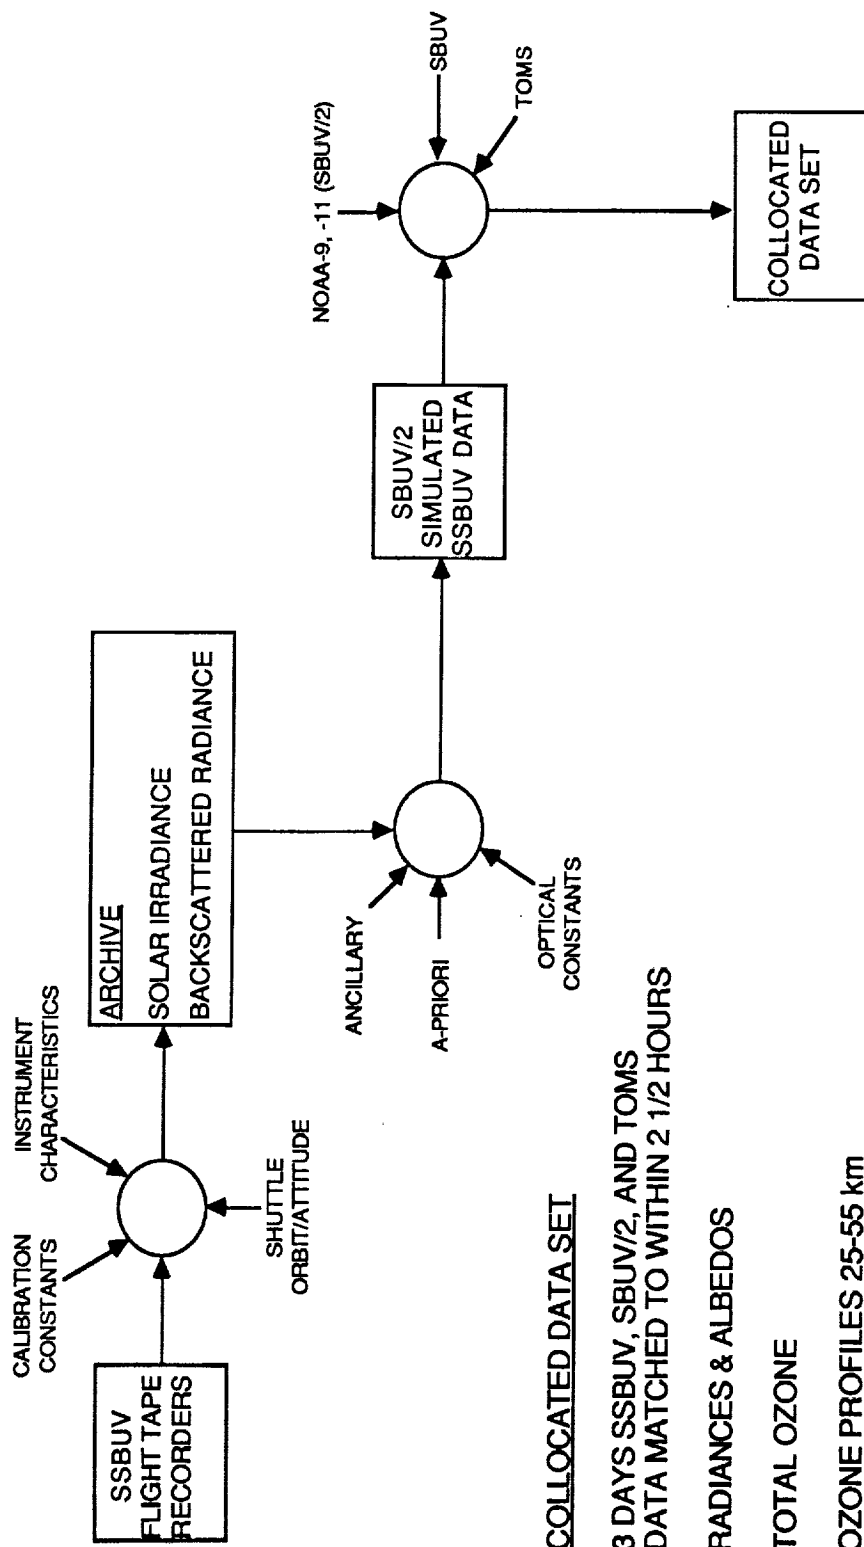 CALIBRATION
CONSTANTS
INSTRUMENT
CHARACTERISTICS
SSBUV
FLIGHT TAPE
RECORDERS
SHUTTLE
ORBIT/ATTITUDE
ARCHIVE
SOLAR IRRADIANCE
BACKSCATTERED RADIANCE
ANCILLARY
A-PRIORI
OPTICAL
CONSTANTS
SBUV/2
SIMULATED
SSBUV DATA
NOAA-9, -11 (SBUV/2)
SBUV
TOMS
COLLOCATED
DATA SET
COLLOCATED DATA SET
3 DAYS SSBUV, SBUV/2, AND TOMS
DATA MATCHED TO WITHIN 2 1/2 HOURS
RADIANCES & ALBEDOS
TOTAL OZONE
OZONE PROFILES 25-55 km